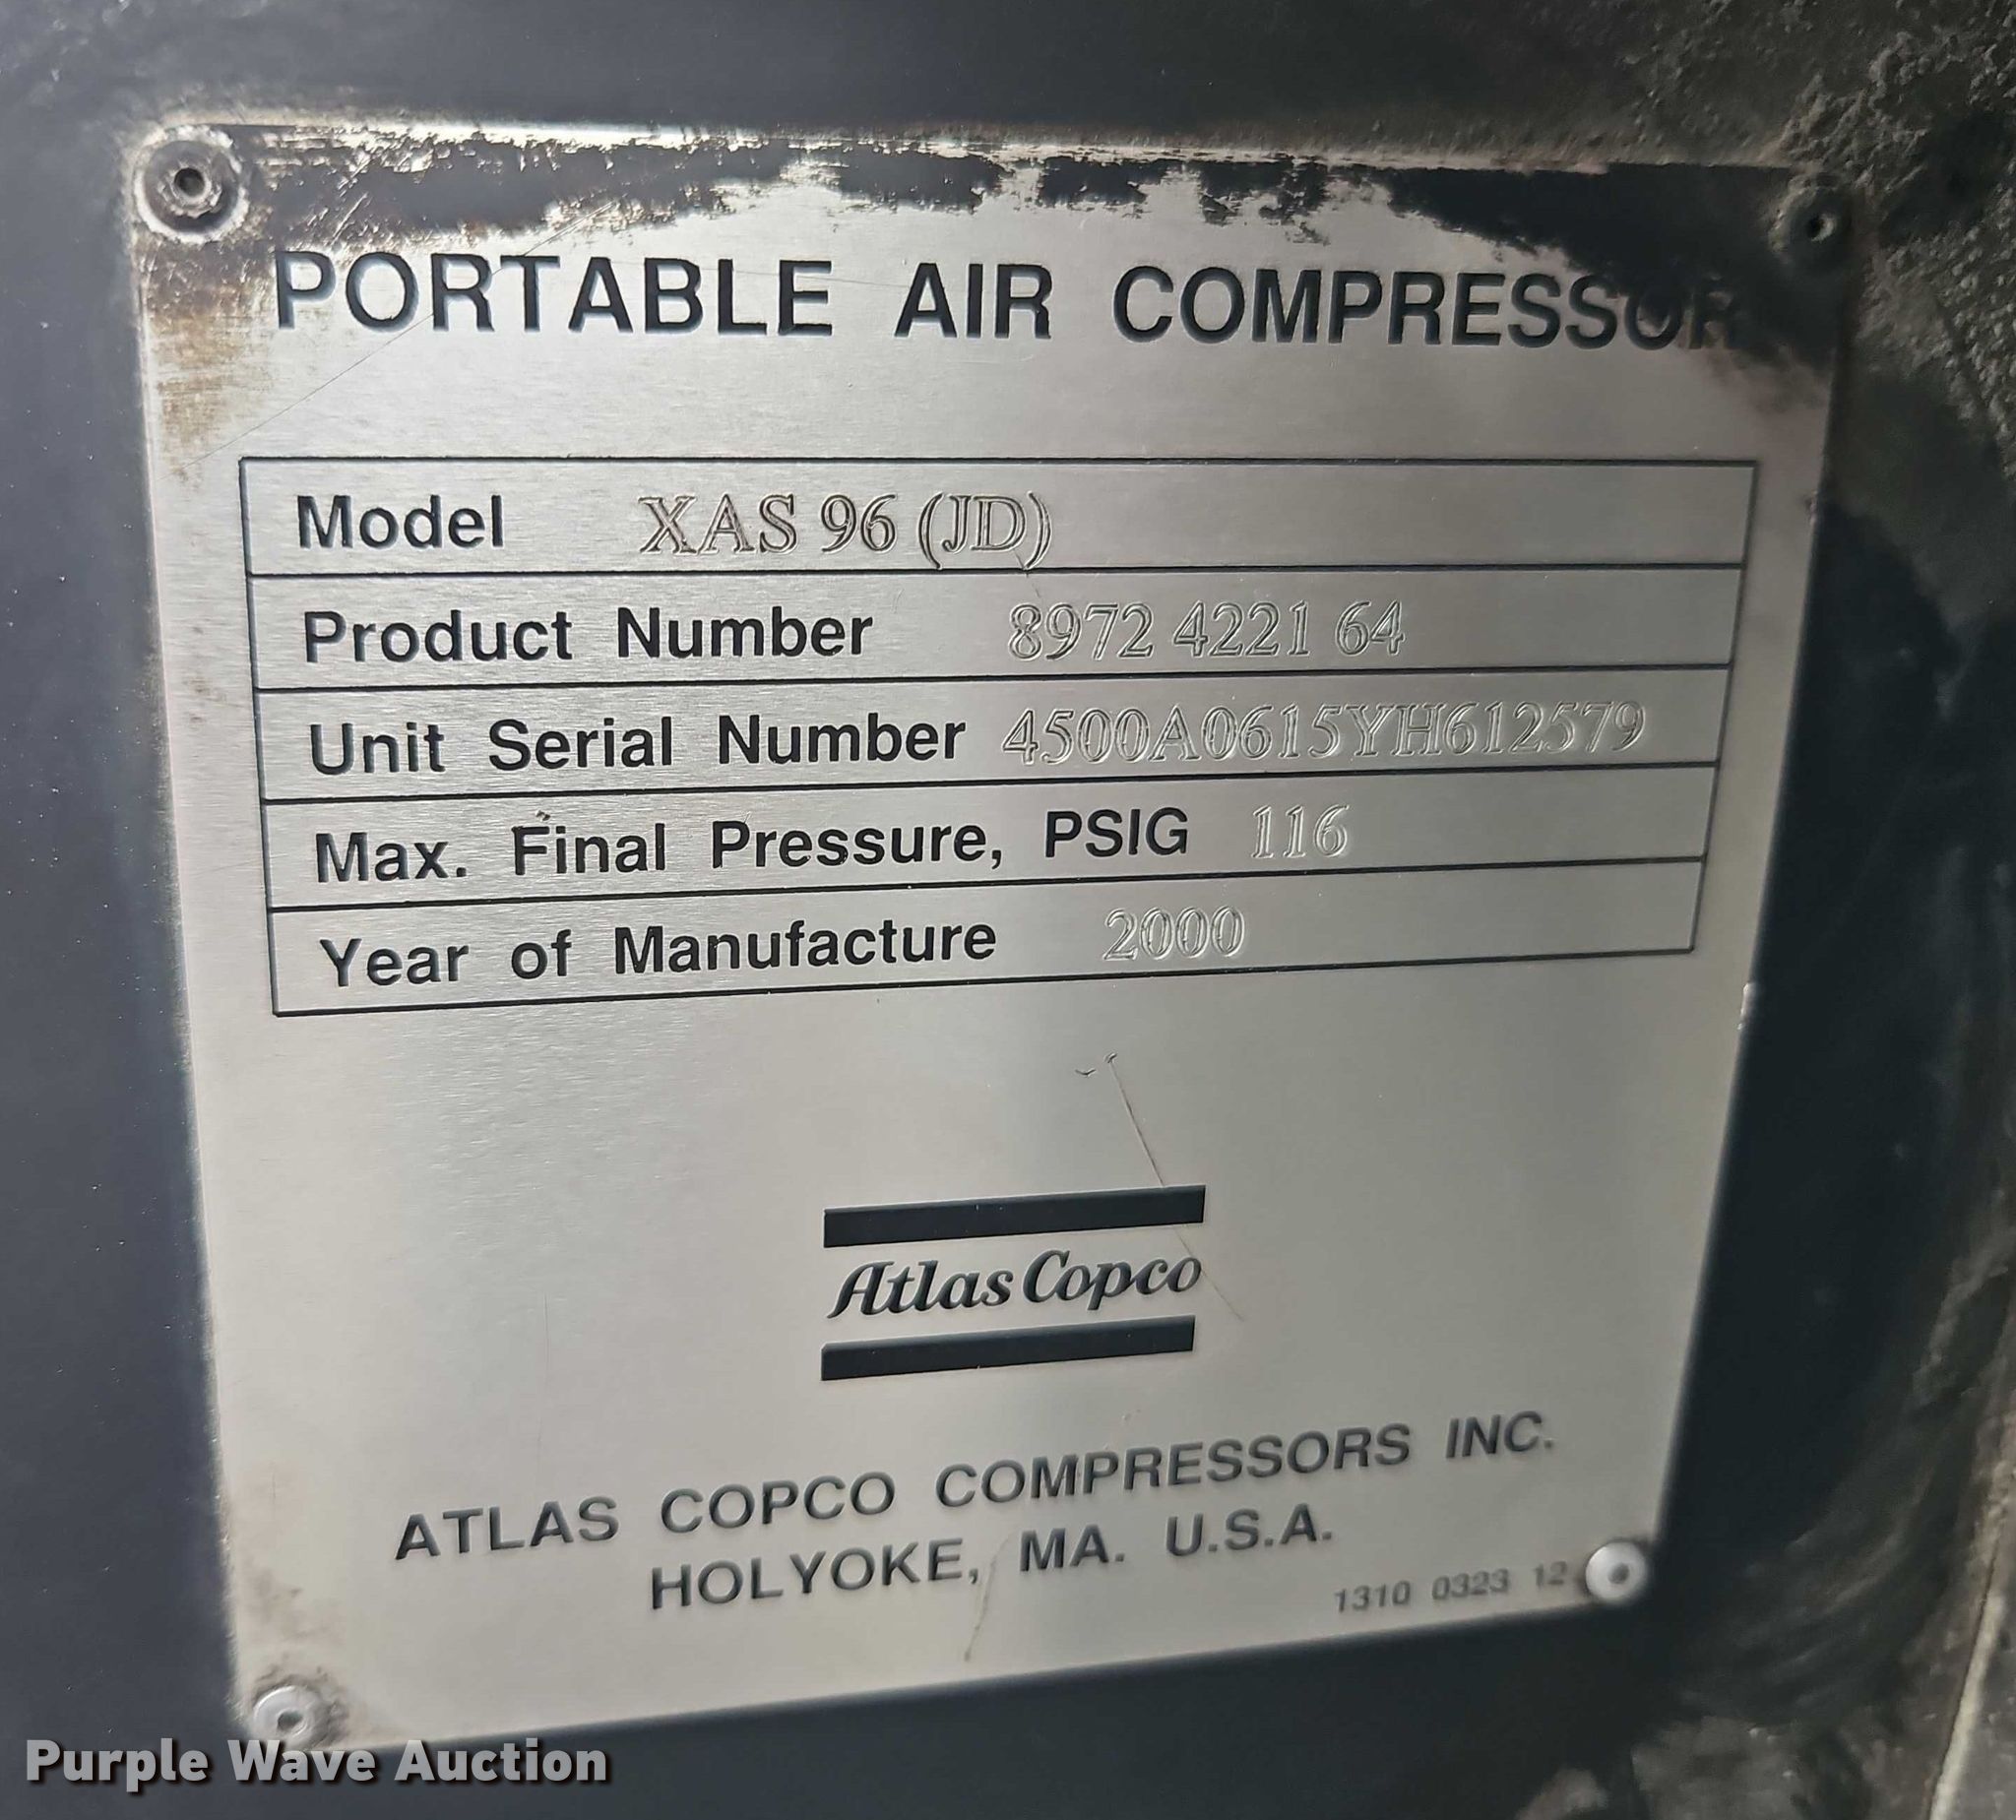 PORTABLE AIR COMPRESSOR
Model XAS 96 (JD)
Product Number 8972 4221 64
Unit Serial Number 4500A0615YH612579
Max. Final Pressure, PSIG 116
Year of Manufacture 2000
Atlas Copco
ATLAS COPCO COMPRESSORS INC.
HOLYOKE, MA. U.S.A.
1310 0323 12
Purple Wave Auction